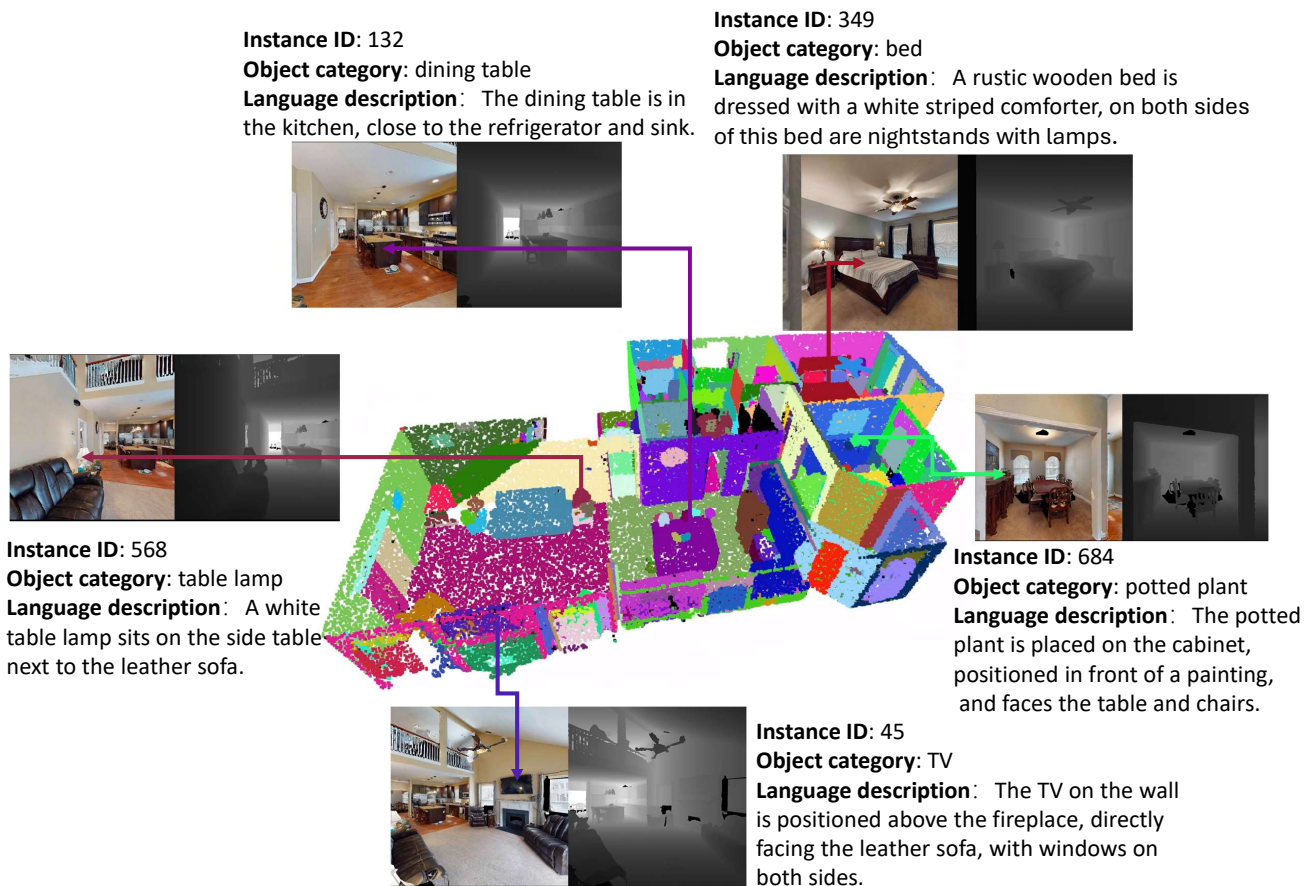 Instance ID: 132
Object category: dining table
Language description： The dining table is in
the kitchen, close to the refrigerator and sink.
Instance ID: 349
Object category: bed
Language description： A rustic wooden bed is
dressed with a white striped comforter, on both sides
of this bed are nightstands with lamps.
Instance ID: 568
Object category: table lamp
Language description： A white
table lamp sits on the side table
next to the leather sofa.
Instance ID: 684
Object category: potted plant
Language description： The potted
plant is placed on the cabinet,
positioned in front of a painting,
and faces the table and chairs.
Instance ID: 45
Object category: TV
Language description： The TV on the wall
is positioned above the fireplace, directly
facing the leather sofa, with windows on
both sides.